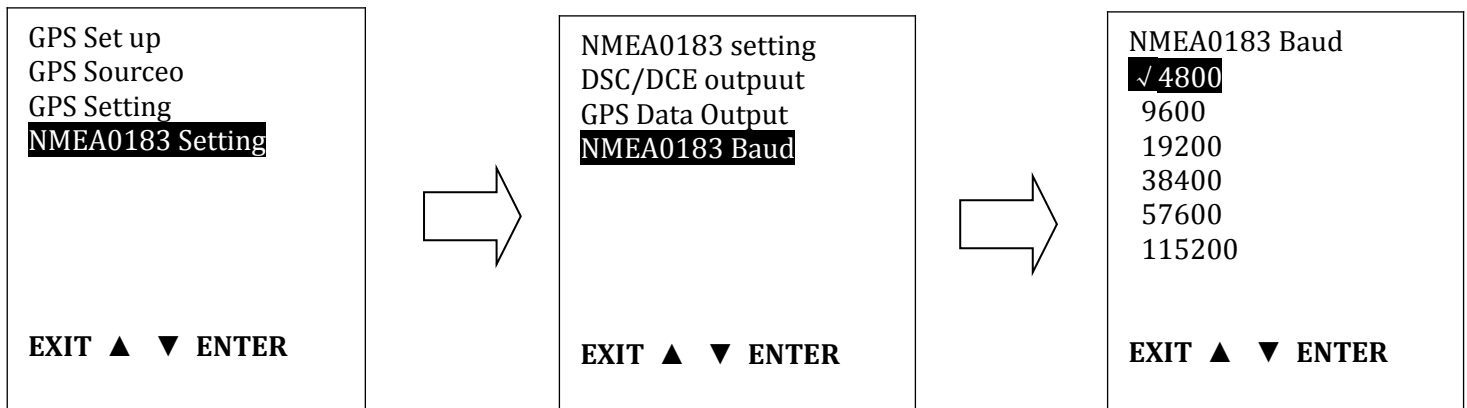 GPS Set up
GPS Sourceo
GPS Setting
NMEA0183 Setting
EXIT ▲ ▼ ENTER
NMEA0183 setting
DSC/DCE outpuut
GPS Data Output
NMEA0183 Baud
EXIT ▲ ▼ ENTER
NMEA0183 Baud
√ 4800
9600
19200
38400
57600
115200
EXIT ▲ ▼ ENTER